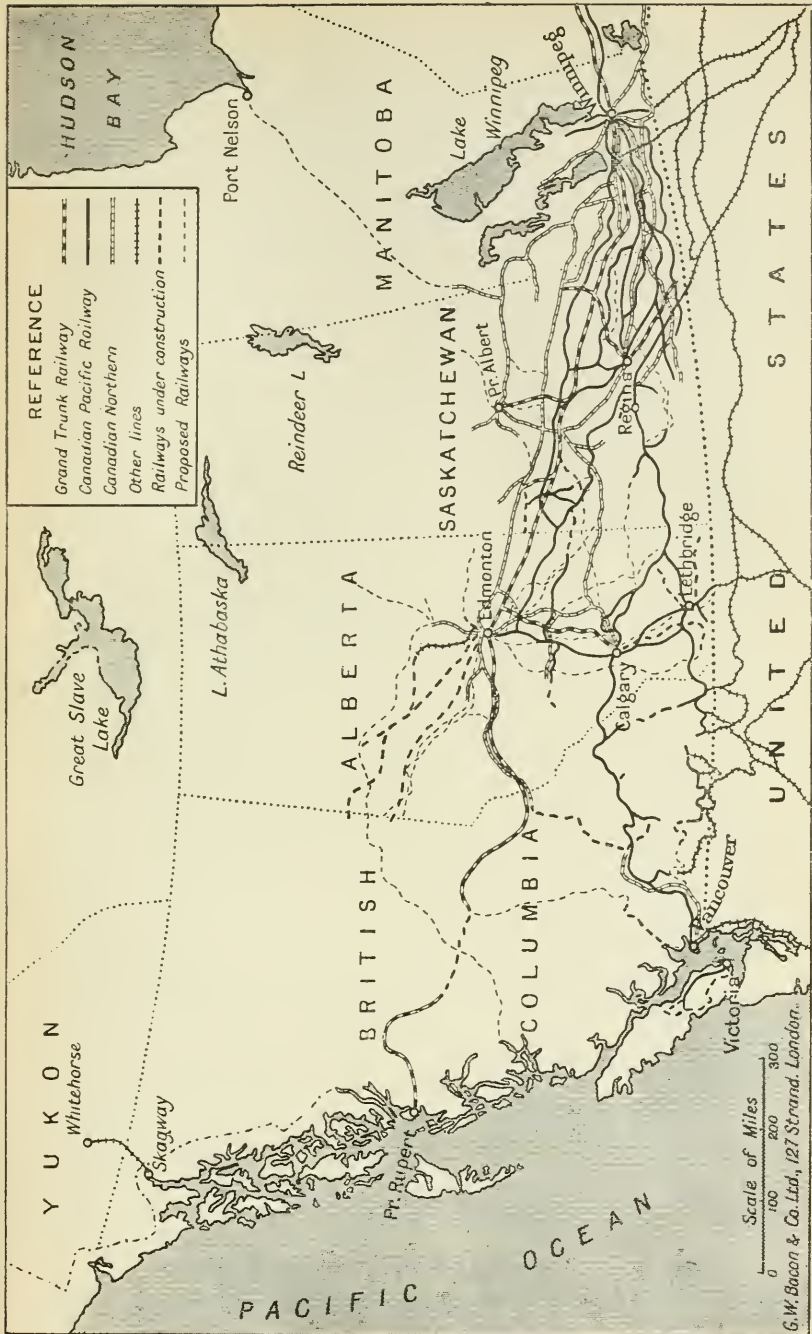 HUDSON
BAY
Port Nelson
REFERENCE
Grand Trunk Railway
Canadian Pacific Railway
Canadian Northern
Other lines
Railways under construction
Proposed Railways
Great Slave
Lake
L. Athabaska
Reindeer L
YUKON
Whitehorse
Skagway
MANITOBA
Lake
Winnipeg
Winnipeg
SASKATCHEWAN
Pr. Albert
Regina
ALBERTA
Edmonton
Calgary
Lethbridge
BRITISH
COLUMBIA
Pr. Rupert
Vancouver
Victoria
UNITED STATES
PACIFIC OCEAN
Scale of Miles
0 100 200 300
G.W. Bacon & Co. Ltd., 127 Strand. London.